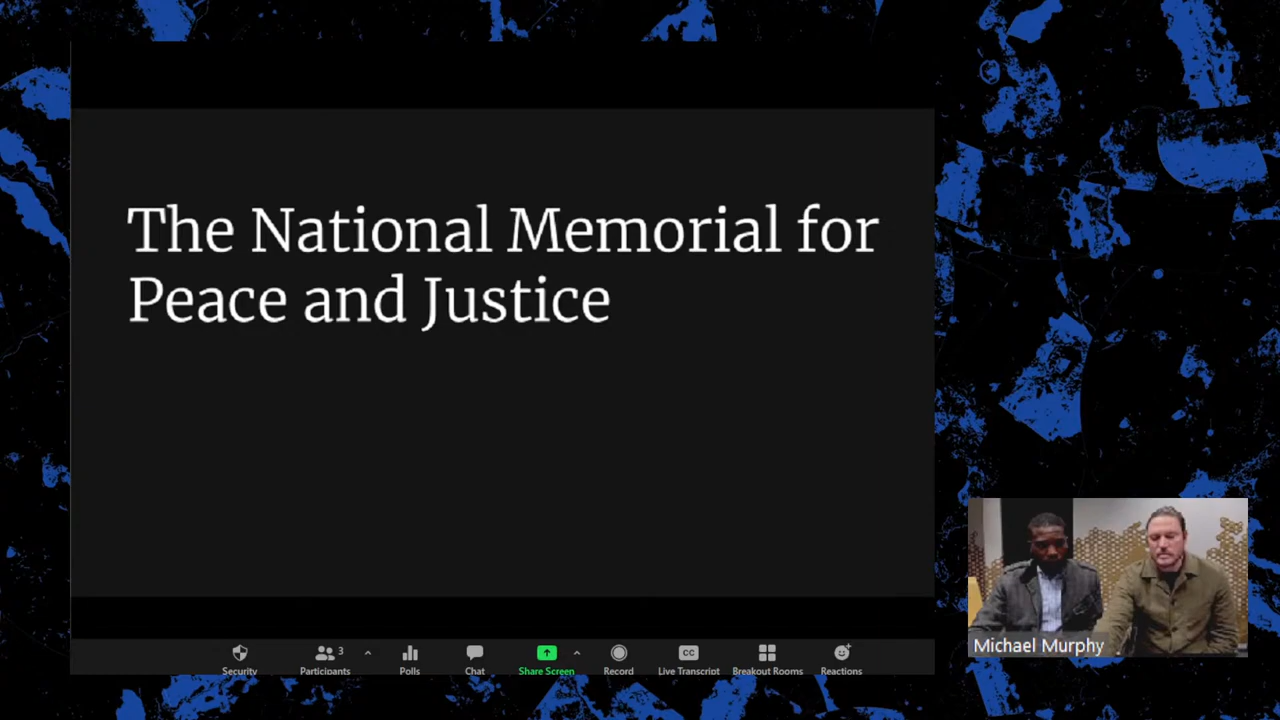 The National Memorial for
Peace and Justice
Michael Murphy
Security
Participants
3
Polls
Chat
Share Screen
Record
CC
Live Transcript
Breakout Rooms
Reactions